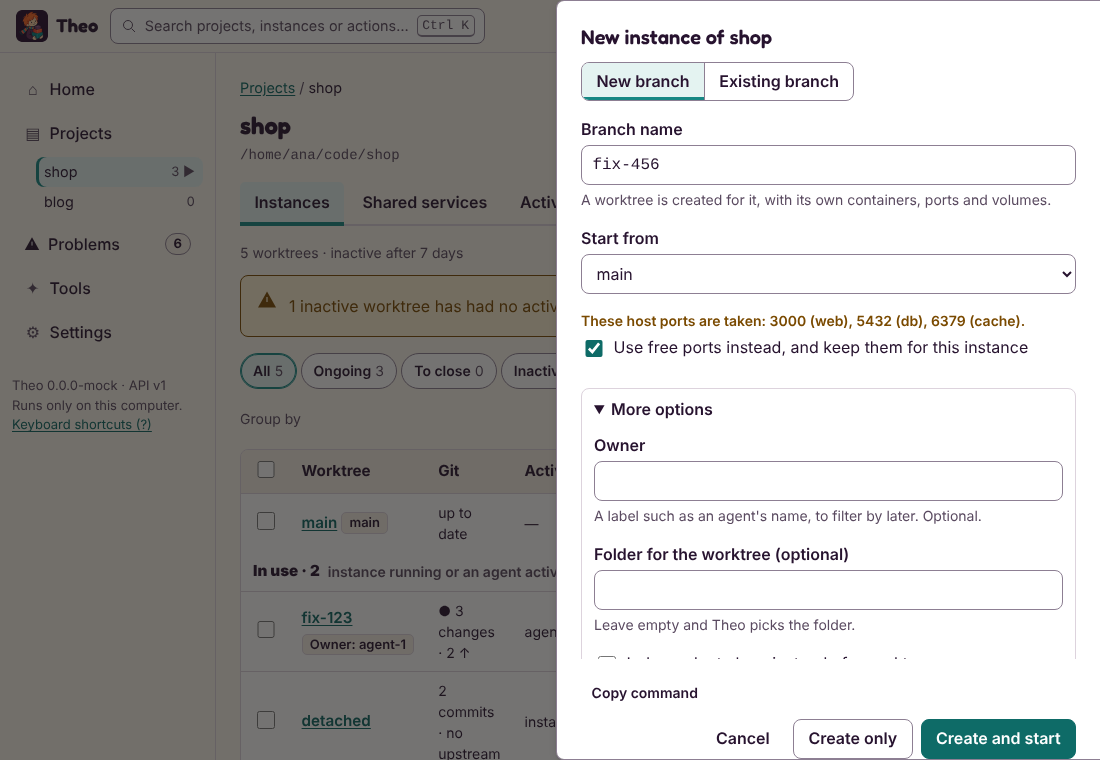 Theo
Search projects, instances or actions... Ctrl K
Home
Projects
shop 3
blog 0
Problems 6
Tools
Settings
Theo 0.0.0-mock · API v1
Runs only on this computer.
Keyboard shortcuts (?)
Projects / shop
shop
/home/ana/code/shop
Instances Shared services
5 worktrees · inactive after 7 days
1 inactive worktree has had no
All 5 Ongoing 3 To close 0
Group by
Worktree Git
main main up to date —
In use · 2 instance running or an agent
fix-123 Owner: agent-1 ● 3 changes · 2 ↑
detached 2 commits · no upstream
New instance of shop
New branch Existing branch
Branch name
fix-456
A worktree is created for it, with its own containers, ports and volumes.
Start from
main
These host ports are taken: 3000 (web), 5432 (db), 6379 (cache).
Use free ports instead, and keep them for this instance
More options
Owner
A label such as an agent's name, to filter by later. Optional.
Folder for the worktree (optional)
Leave empty and Theo picks the folder.
Copy command
Cancel Create only Create and start